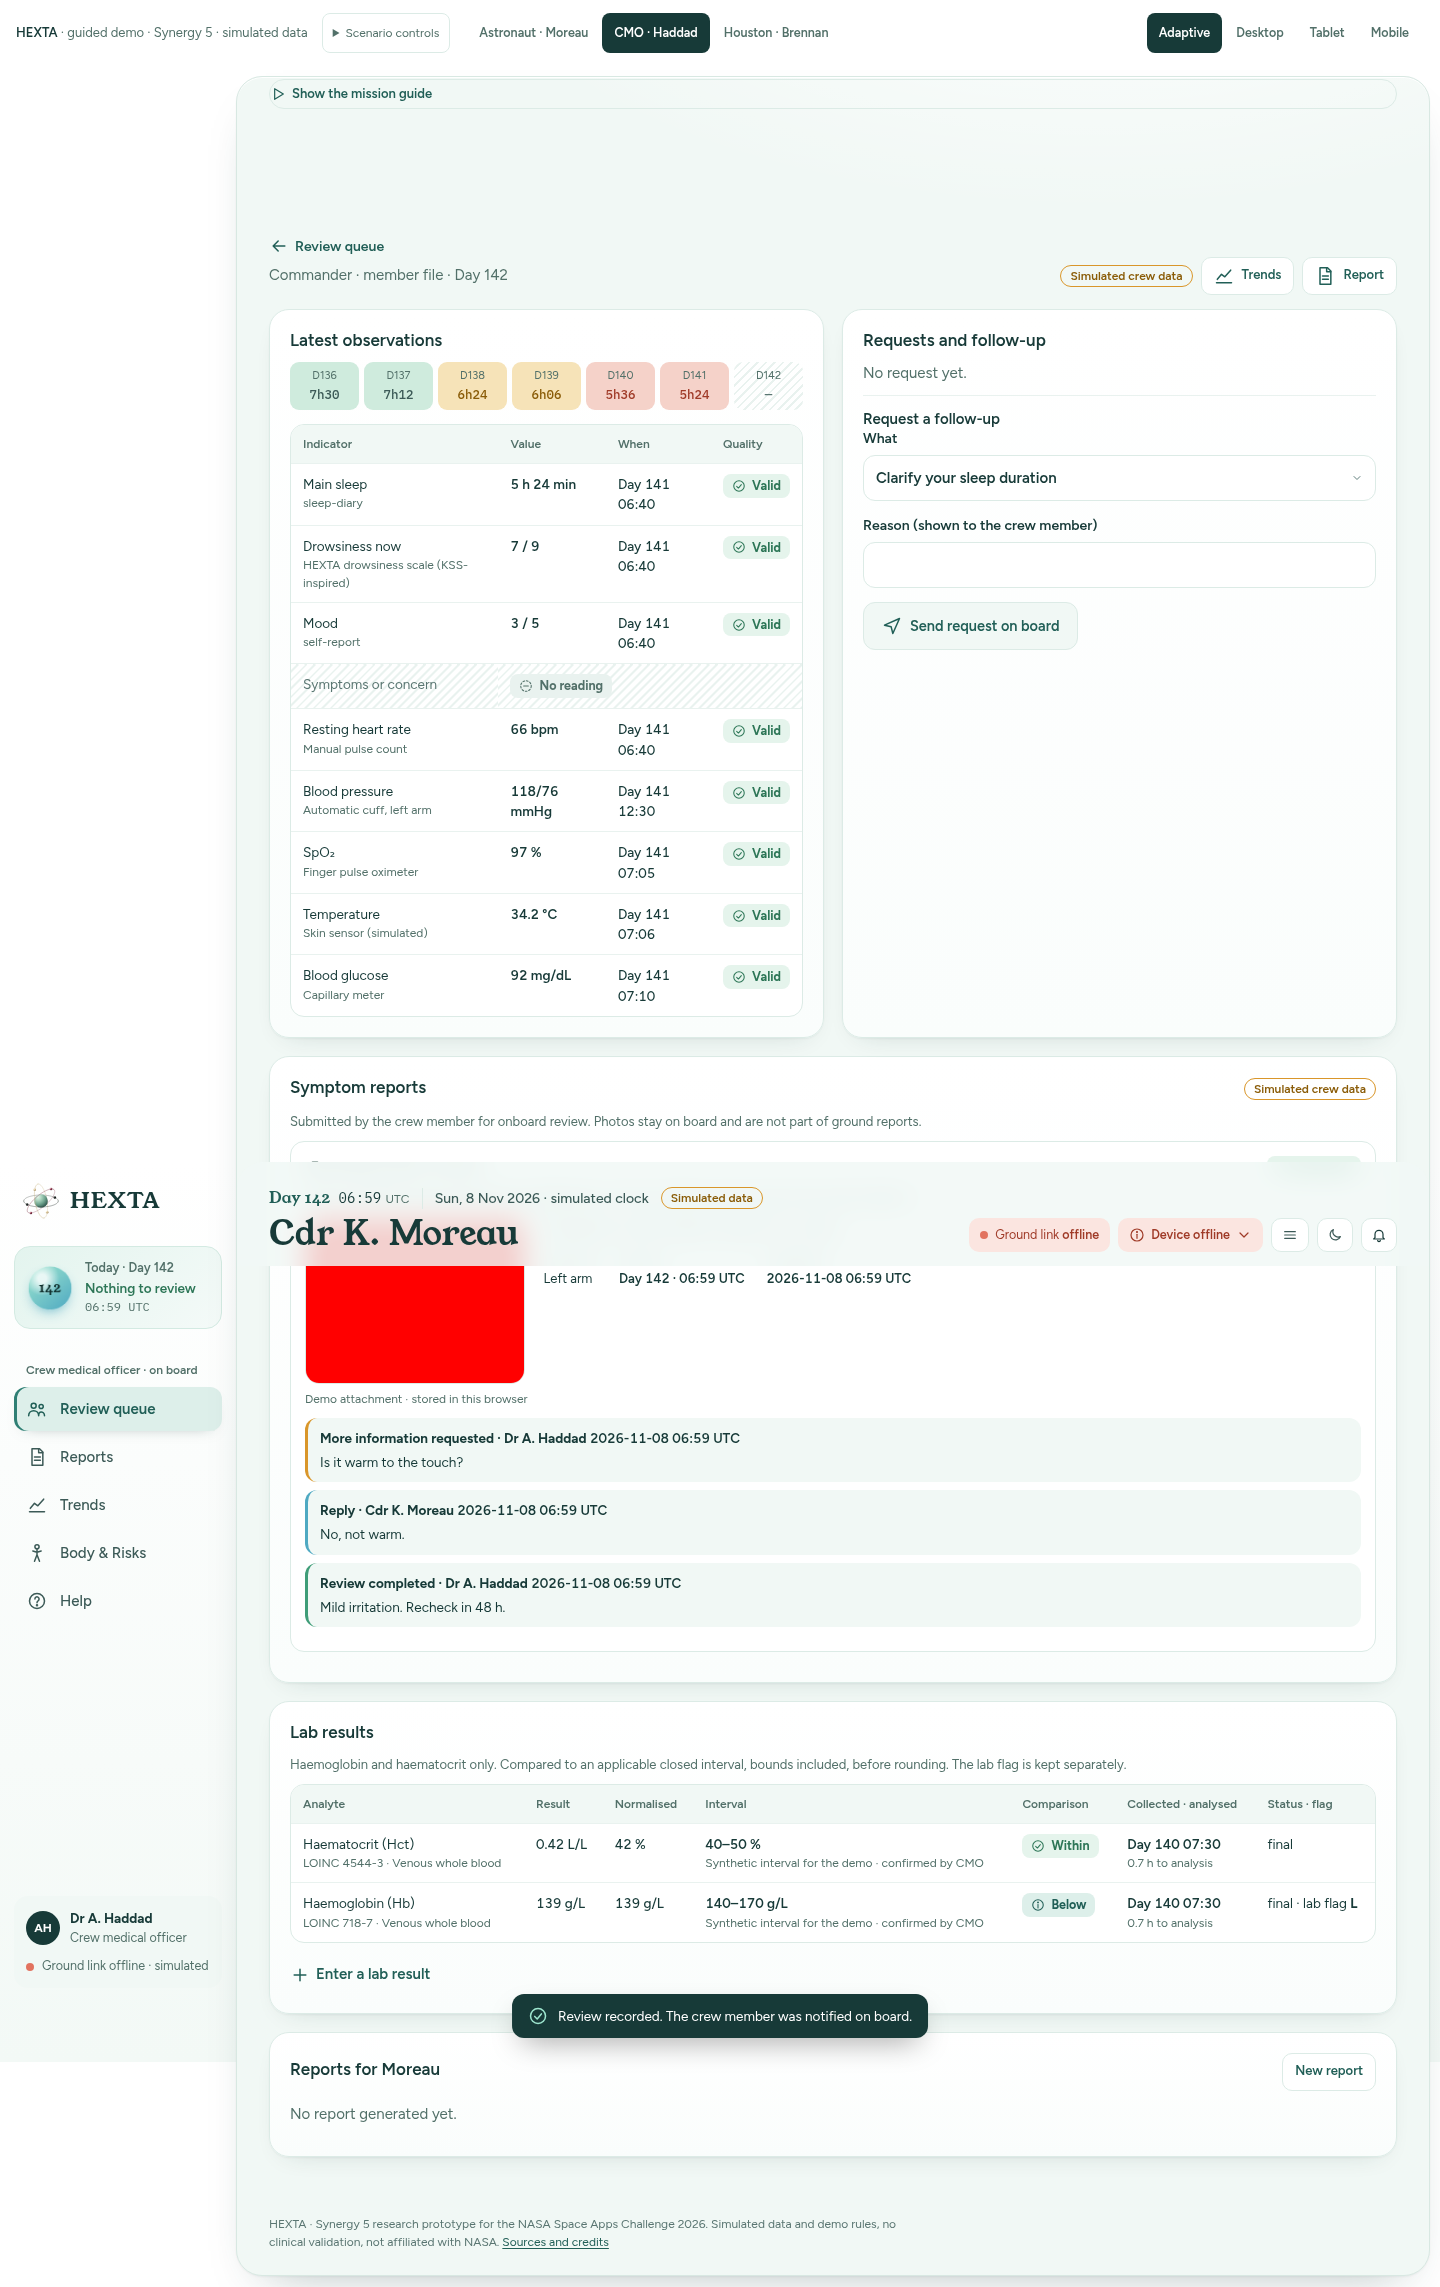 HEXTA · guided demo · Synergy 5 · simulated data
Scenario controls
Astronaut · Moreau
CMO · Haddad
Houston · Brennan
Adaptive
Desktop
Tablet
Mobile
Show the mission guide
Review queue
Commander · member file · Day 142
Simulated crew data
Trends
Report
Latest observations
D136 D137 D138 D139 D140 D141 D142
7h30 7h12 6h24 6h06 5h36 5h24 –
Indicator Value When Quality
Main sleep 5 h 24 min Day 141 Valid
sleep-diary 06:40
Drowsiness now 7 / 9 Day 141 Valid
HEXTA drowsiness scale (KSS- 06:40
inspired)
Mood 3 / 5 Day 141 Valid
self-report 06:40
Symptoms or concern No reading
Resting heart rate 66 bpm Day 141 Valid
Manual pulse count 06:40
Blood pressure 118/76 Day 141 Valid
Automatic cuff, left arm mmHg 12:30
SpO₂ 97 % Day 141 Valid
Finger pulse oximeter 07:05
Temperature 34.2 °C Day 141 Valid
Skin sensor (simulated) 07:06
Blood glucose 92 mg/dL Day 141 Valid
Capillary meter 07:10
Requests and follow-up
No request yet.
Request a follow-up
What
Clarify your sleep duration
Reason (shown to the crew member)
Send request on board
Symptom reports
Simulated crew data
Submitted by the crew member for onboard review. Photos stay on board and are not part of ground reports.
HEXTA
142
Today · Day 142
Nothing to review
06:59 UTC
Crew medical officer · on board
Review queue
Reports
Trends
Body & Risks
Help
AH
Dr A. Haddad
Crew medical officer
Ground link offline · simulated
Day 142 06:59 UTC Sun, 8 Nov 2026 · simulated clock Simulated data
Cdr K. Moreau
Ground link offline
Device offline
Left arm Day 142 · 06:59 UTC 2026-11-08 06:59 UTC
Demo attachment · stored in this browser
More information requested · Dr A. Haddad 2026-11-08 06:59 UTC
Is it warm to the touch?
Reply · Cdr K. Moreau 2026-11-08 06:59 UTC
No, not warm.
Review completed · Dr A. Haddad 2026-11-08 06:59 UTC
Mild irritation. Recheck in 48 h.
Lab results
Haemoglobin and haematocrit only. Compared to an applicable closed interval, bounds included, before rounding. The lab flag is kept separately.
Analyte Result Normalised Interval Comparison Collected · analysed Status · flag
Haematocrit (Hct) 0.42 L/L 42 % 40–50 % Within Day 140 07:30 final
LOINC 4544-3 · Venous whole blood Synthetic interval for the demo · confirmed by CMO 0.7 h to analysis
Haemoglobin (Hb) 139 g/L 139 g/L 140–170 g/L Below Day 140 07:30 final · lab flag L
LOINC 718-7 · Venous whole blood Synthetic interval for the demo · confirmed by CMO 0.7 h to analysis
Enter a lab result
Review recorded. The crew member was notified on board.
Reports for Moreau
New report
No report generated yet.
HEXTA · Synergy 5 research prototype for the NASA Space Apps Challenge 2026. Simulated data and demo rules, no
clinical validation, not affiliated with NASA. Sources and credits